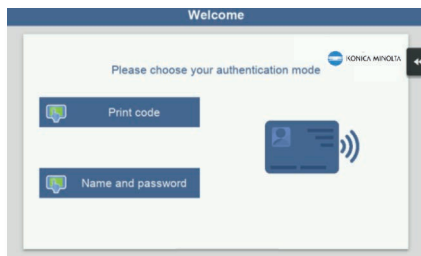 Welcome
KONICA MINOLTA
Please choose your authentication mode
Print code
Name and password